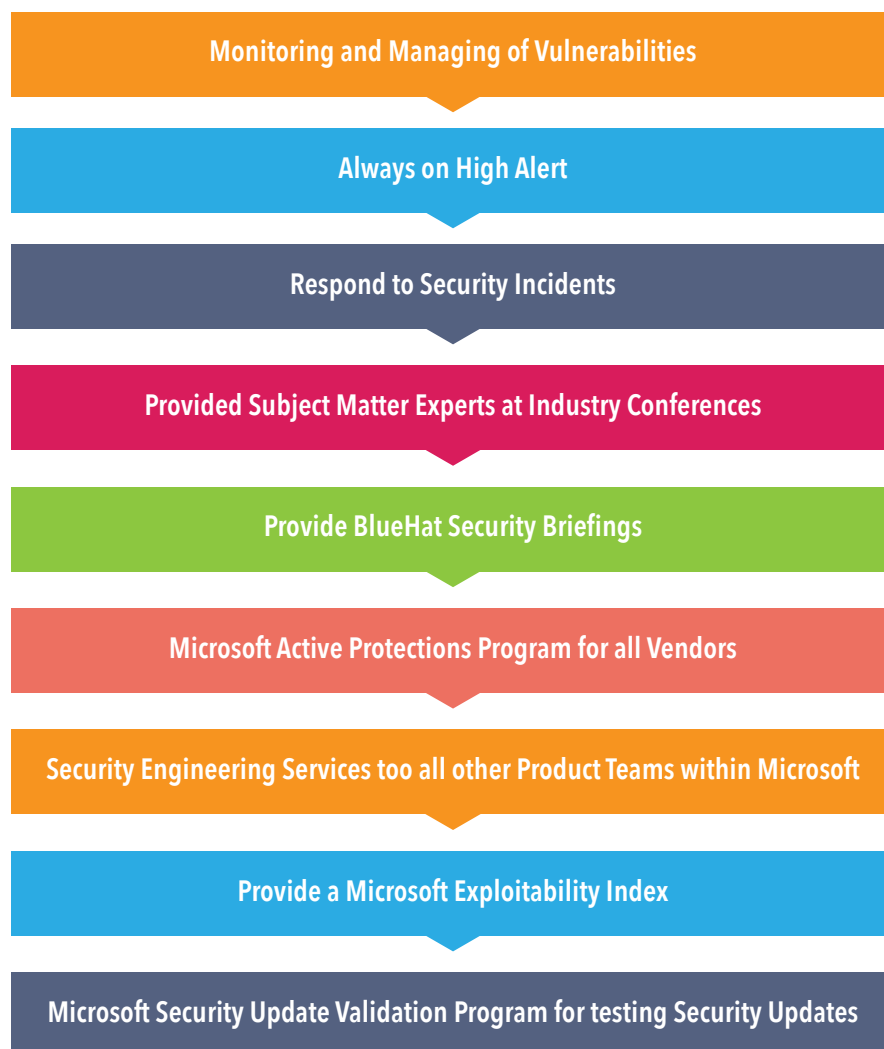 Monitoring and Managing of Vulnerabilities
Always on High Alert
Respond to Security Incidents
Provided Subject Matter Experts at Industry Conferences
Provide BlueHat Security Briefings
Microsoft Active Protections Program for all Vendors
Security Engineering Services too all other Product Teams within Microsoft
Provide a Microsoft Exploitability Index
Microsoft Security Update Validation Program for testing Security Updates